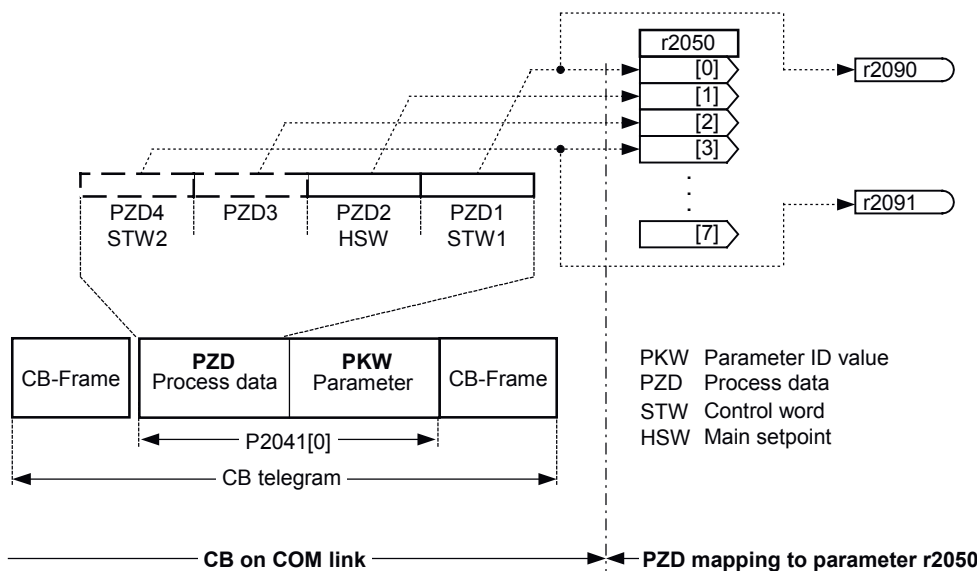 r2050
[0]
r2090
[1]
[2]
[3]
PZD4 PZD3 PZD2 PZD1
STW2 HSW STW1
r2091
[7]
CB-Frame PZD PKW CB-Frame
Process data Parameter
P2041[0]
CB telegram
PKW Parameter ID value
PZD Process data
STW Control word
HSW Main setpoint
CB on COM link PZD mapping to parameter r2050